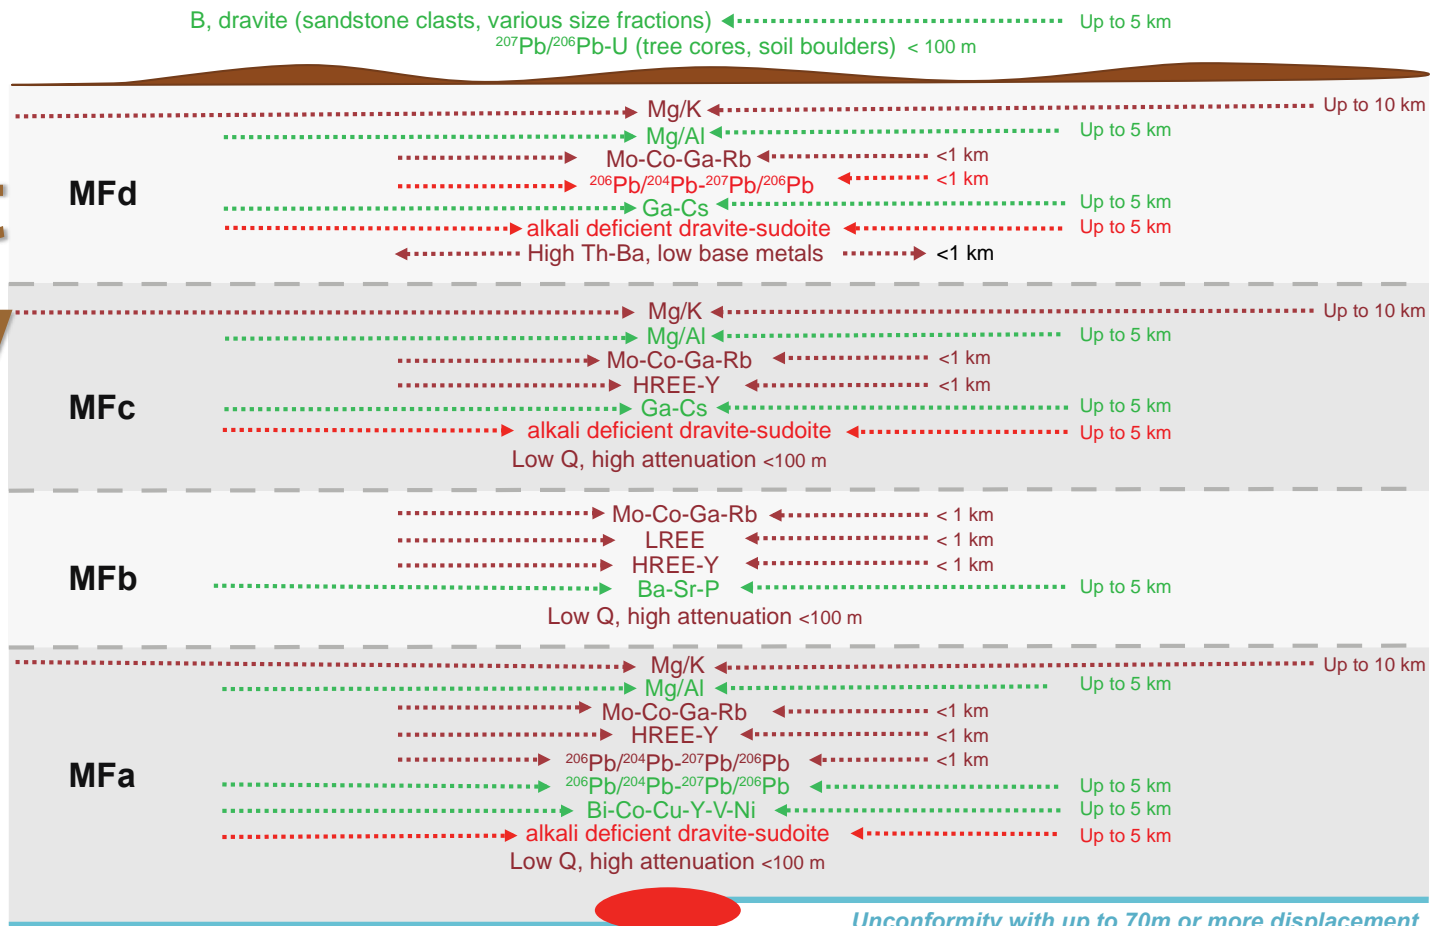 B, dravite (sandstone clasts, various size fractions) Up to 5 km
²⁰⁷Pb/²⁰⁶Pb-U (tree cores, soil boulders) < 100 m
Mg/K Up to 10 km
Mg/Al Up to 5 km
Mo-Co-Ga-Rb <1 km
MFd
²⁰⁶Pb/²⁰⁴Pb-²⁰⁷Pb/²⁰⁶Pb <1 km
Ga-Cs Up to 5 km
alkali deficient dravite-sudoite Up to 5 km
High Th-Ba, low base metals <1 km
Mg/K Up to 10 km
Mg/Al Up to 5 km
Mo-Co-Ga-Rb <1 km
HREE-Y <1 km
MFc
Ga-Cs Up to 5 km
alkali deficient dravite-sudoite Up to 5 km
Low Q, high attenuation <100 m
Mo-Co-Ga-Rb < 1 km
LREE < 1 km
HREE-Y < 1 km
MFb
Ba-Sr-P Up to 5 km
Low Q, high attenuation <100 m
Mg/K Up to 10 km
Mg/Al Up to 5 km
Mo-Co-Ga-Rb <1 km
HREE-Y <1 km
²⁰⁶Pb/²⁰⁴Pb-²⁰⁷Pb/²⁰⁶Pb <1 km
MFa
²⁰⁶Pb/²⁰⁴Pb-²⁰⁷Pb/²⁰⁶Pb Up to 5 km
Bi-Co-Cu-Y-V-Ni Up to 5 km
alkali deficient dravite-sudoite Up to 5 km
Low Q, high attenuation <100 m
Unconformity with up to 70m or more displacement